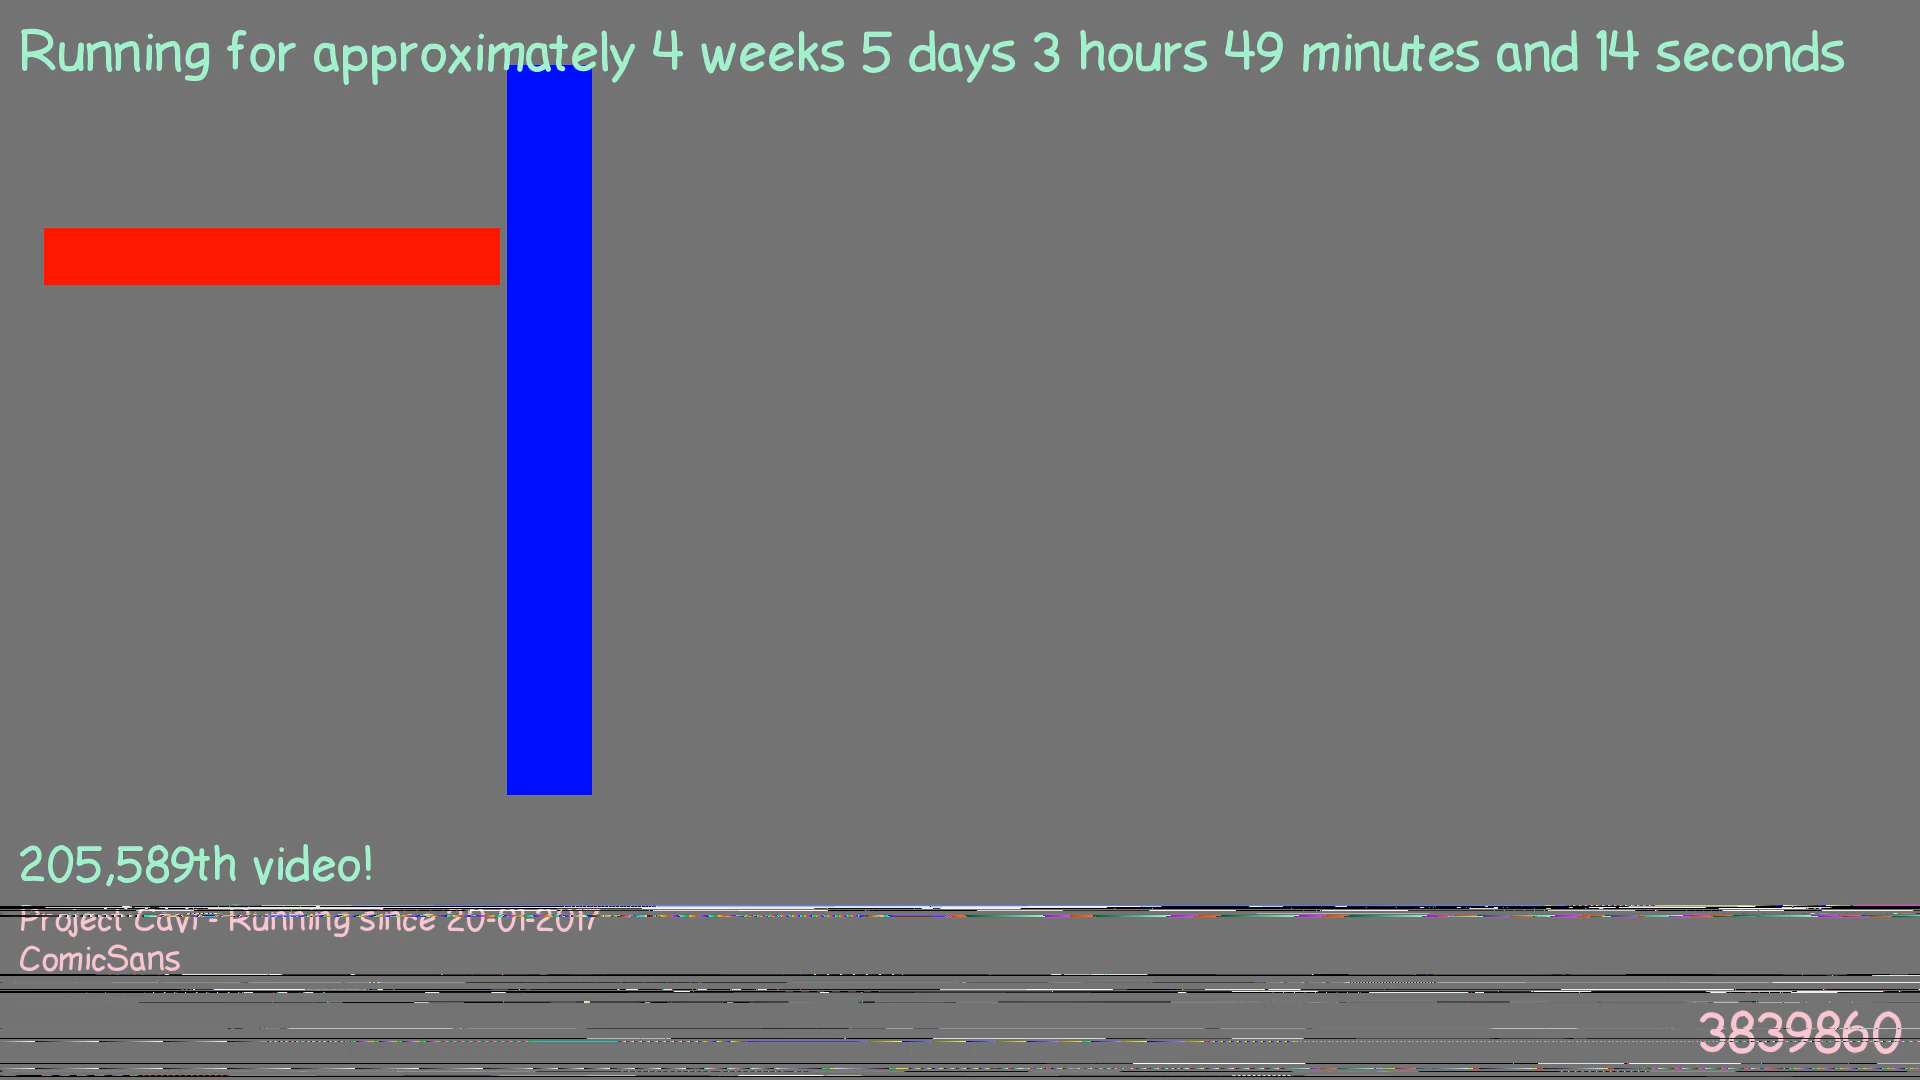 Running for approximately 4 weeks 5 days 3 hours 49 minutes and 14 seconds
205,589th video!
Project Cavi - Running since 20-01-2017
ComicSans
3839860